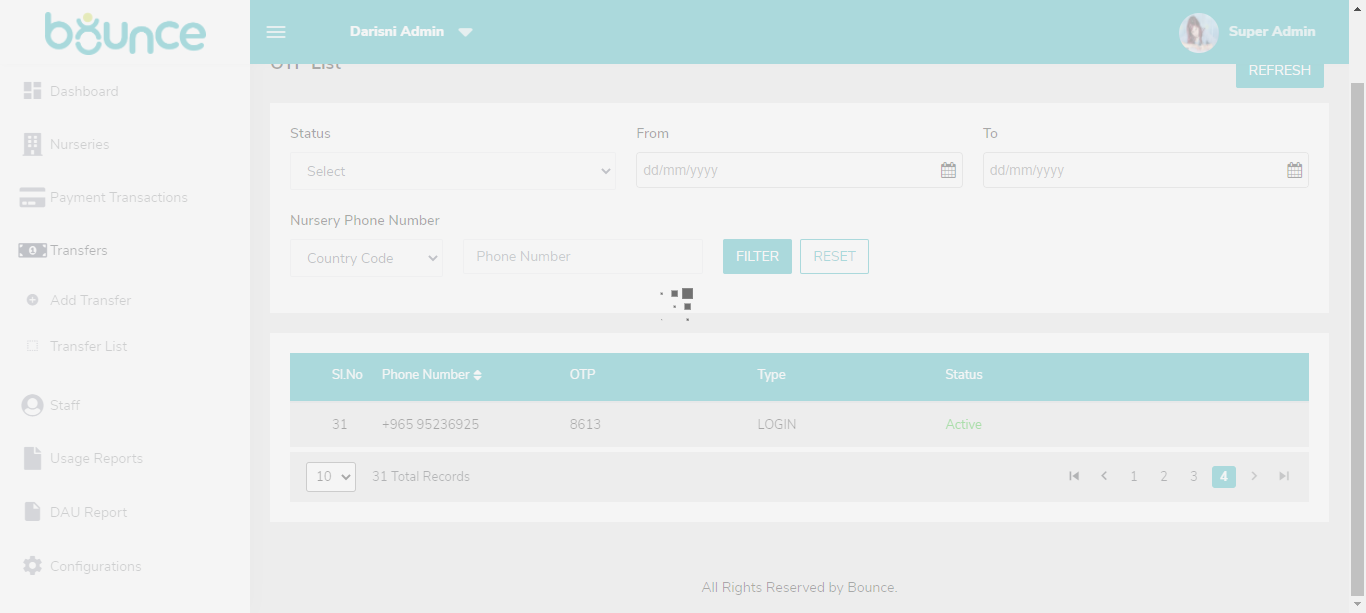 bounce
Darisni Admin
Super Admin
OTP List
REFRESH
Dashboard
Nurseries
Payment Transactions
Transfers
Add Transfer
Transfer List
Staff
Usage Reports
DAU Report
Configurations
Status From To
Select dd/mm/yyyy dd/mm/yyyy
Nursery Phone Number
Country Code Phone Number FILTER RESET
Sl.No Phone Number OTP Type Status
31 +965 95236925 8613 LOGIN Active
10 31 Total Records 1 2 3 4
All Rights Reserved by Bounce.